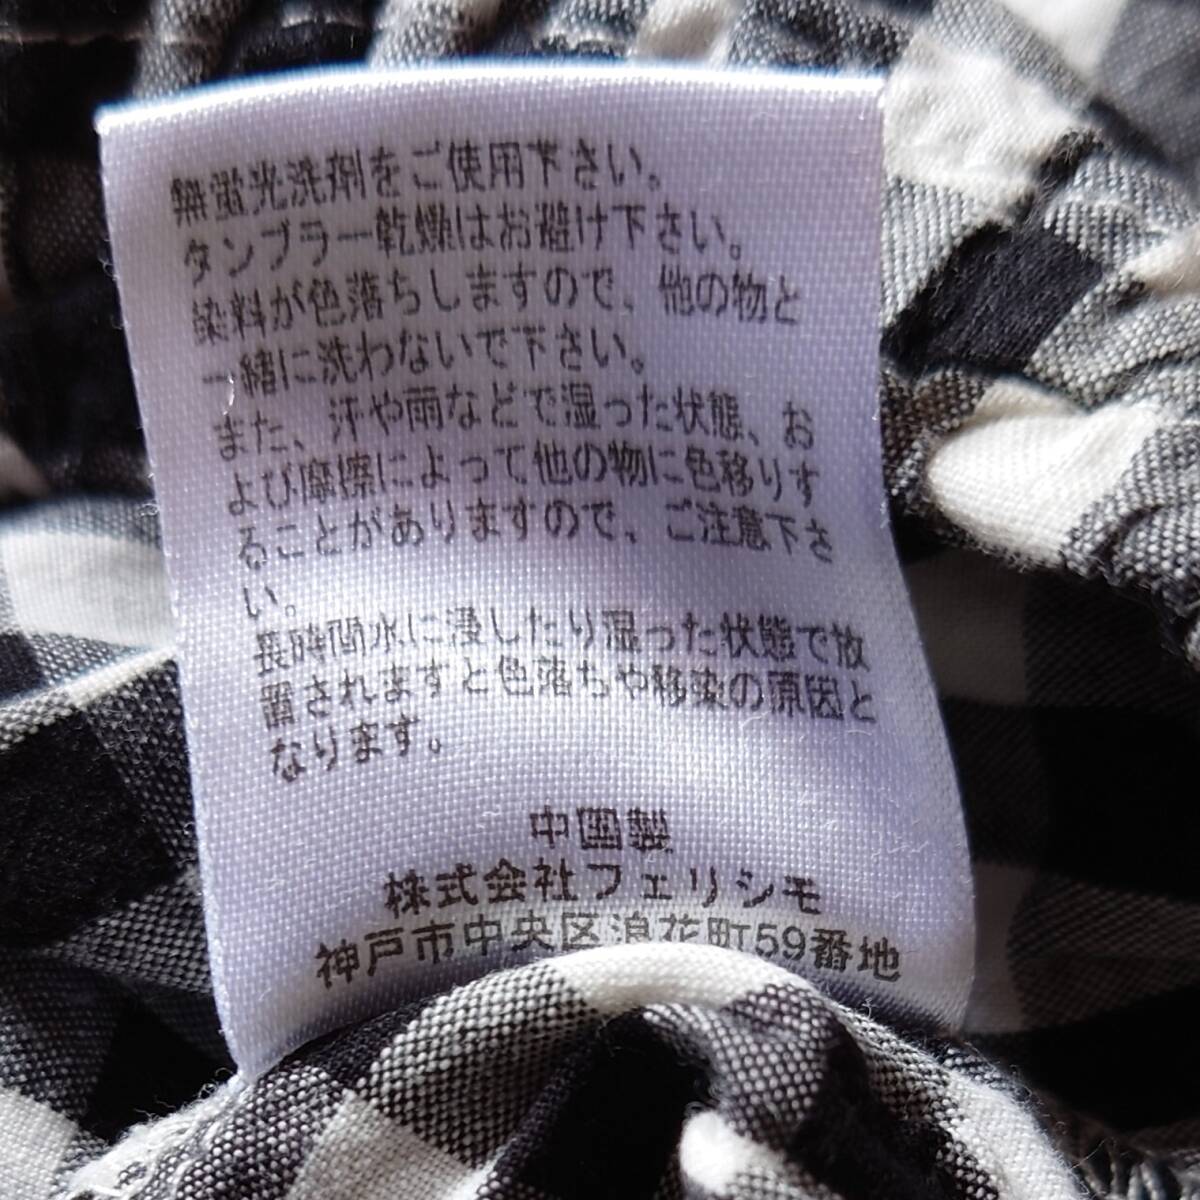 無蛍光洗剤をご使用下さい。
タンブラー乾燥はお避け下さい。
染料が色落ちしますので、他の物と
一緒に洗わないで下さい。
また、汗や雨などで湿った状態、お
よび摩擦によって他の物に色移りす
ることがありますので、ご注意下さ
い。
長時間水に浸したり湿った状態で放
置されますと色落ちや移染の原因と
なります。
中国製
株式会社フェリシモ
神戸市中央区浪花町59番地